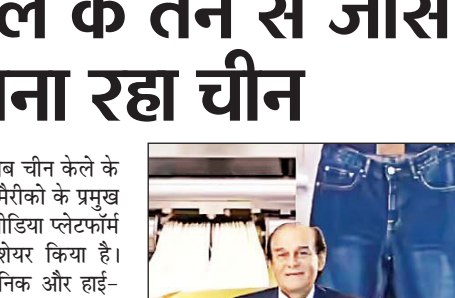 के तने से
रहा चीन
चीन केले के
के प्रमुख
प्लेटफॉर्म
शेयर किया है।
और हाई-